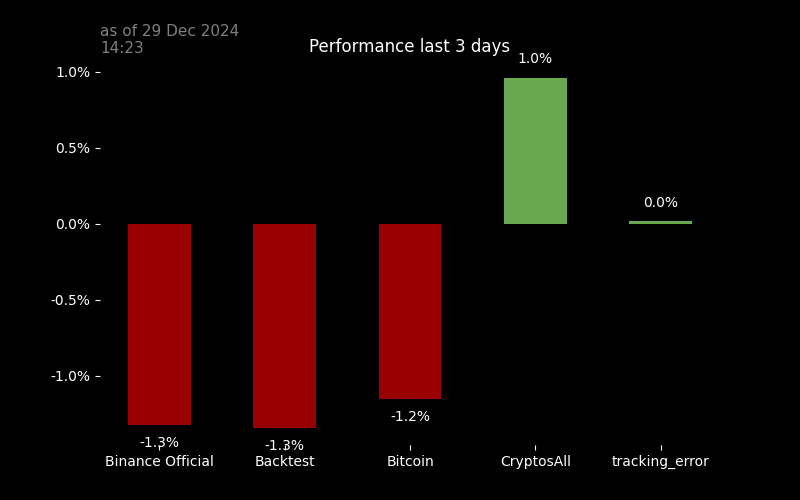 as of 29 Dec 2024
14:23
Performance last 3 days
1.0%
1.0%
0.5%
0.0%
0.0%
-0.5%
-1.0%
-1.2%
-1.3%
-1.3%
Binance Official
Backtest
Bitcoin
CryptosAll
tracking_error